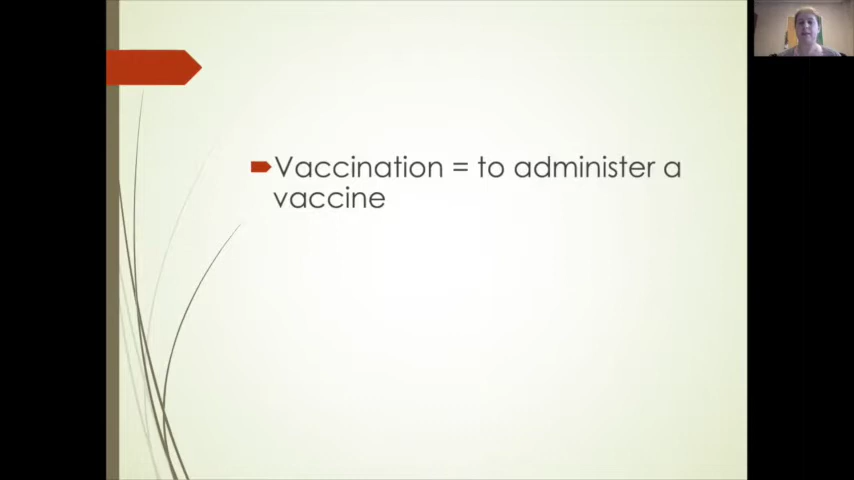 Vaccination = to administer a
vaccine